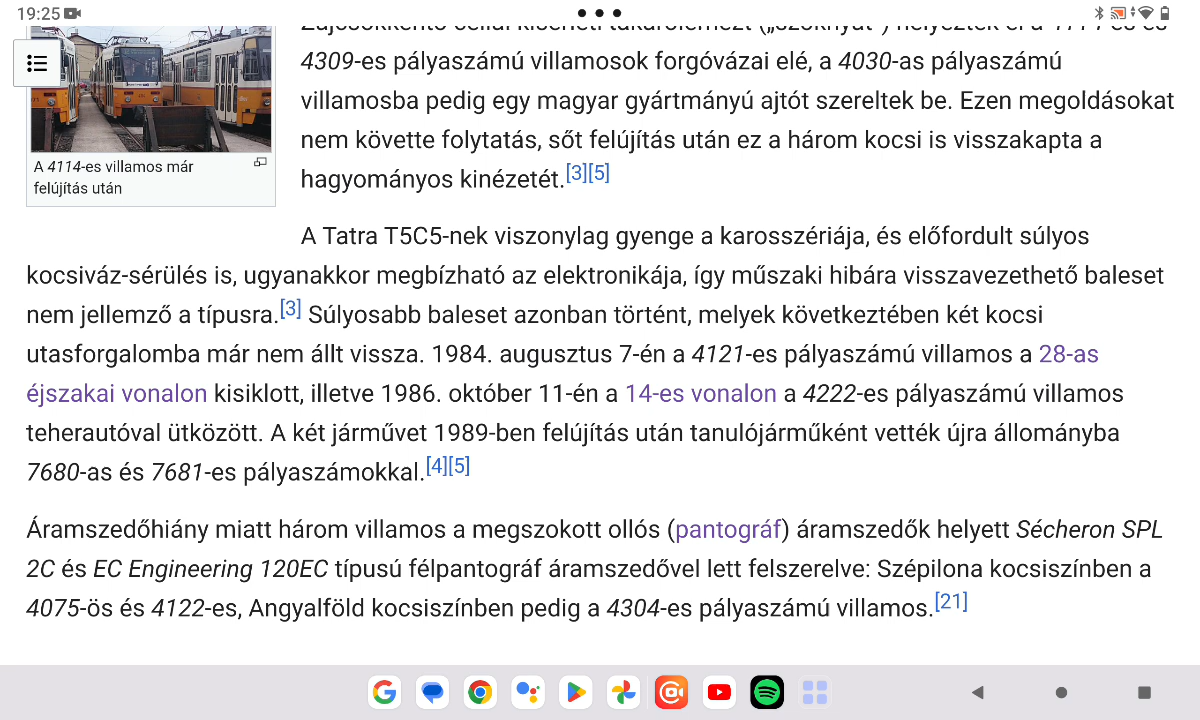 19:25
4309-es pályaszámú villamosok forgóvázai elé, a 4030-as pályaszámú
villamosba pedig egy magyar gyártmányú ajtót szereltek be. Ezen megoldásokat
nem követte folytatás, sőt felújítás után ez a három kocsi is visszakapta a
hagyományos kinézetét.[3][5]
A 4114-es villamos már
felújítás után
A Tatra T5C5-nek viszonylag gyenge a karosszériája, és előfordult súlyos
kocsiváz-sérülés is, ugyanakkor megbízható az elektronikája, így műszaki hibára visszavezethető baleset
nem jellemző a típusra.[3] Súlyosabb baleset azonban történt, melyek következtében két kocsi
utasforgalomba már nem állt vissza. 1984. augusztus 7-én a 4121-es pályaszámú villamos a 28-as
éjszakai vonalon kisiklott, illetve 1986. október 11-én a 14-es vonalon a 4222-es pályaszámú villamos
teherautóval ütközött. A két járművet 1989-ben felújítás után tanulójárműként vették újra állományba
7680-as és 7681-es pályaszámokkal.[4][5]
Áramszedőhiány miatt három villamos a megszokott ollós (pantográf) áramszedők helyett Sécheron SPL
2C és EC Engineering 120EC típusú félpantográf áramszedővel lett felszerelve: Szépilona kocsiszínben a
4075-ös és 4122-es, Angyalföld kocsiszínben pedig a 4304-es pályaszámú villamos.[21]